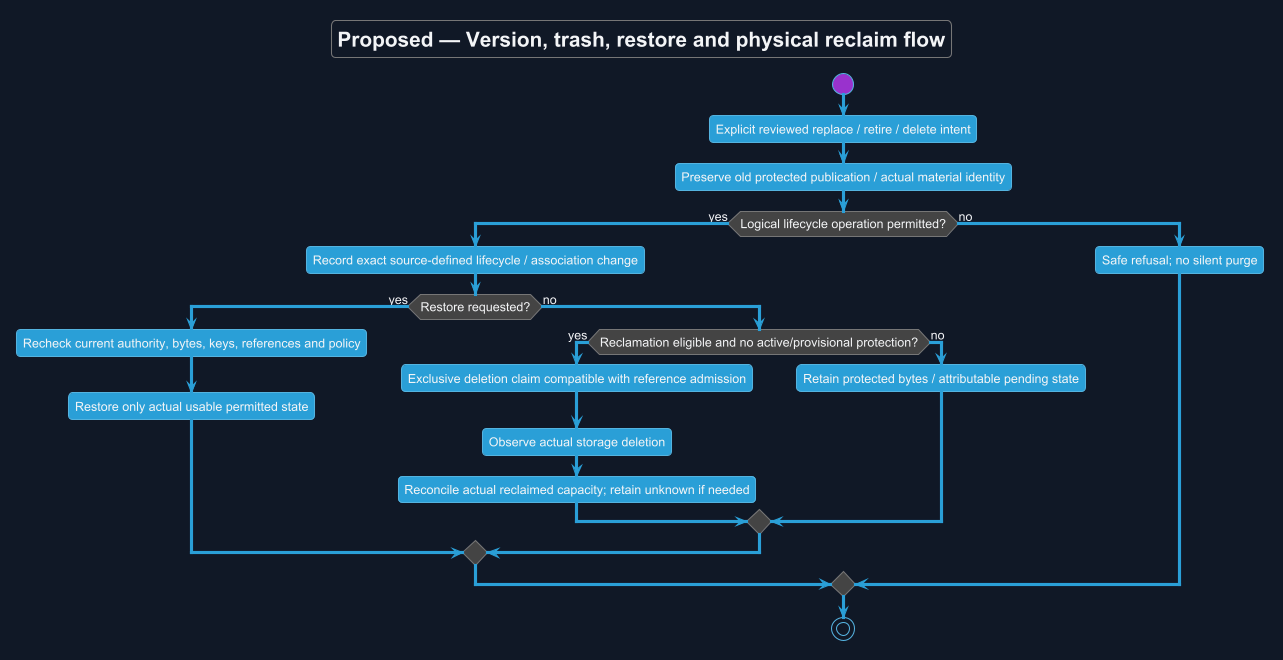 Proposed — Version, trash, restore and physical reclaim flow
Explicit reviewed replace / retire / delete intent
Preserve old protected publication / actual material identity
yes
Logical lifecycle operation permitted?
no
Record exact source-defined lifecycle / association change
Safe refusal; no silent purge
yes
Restore requested?
no
Recheck current authority, bytes, keys, references and policy
Restore only actual usable permitted state
yes
Reclamation eligible and no active/provisional protection?
no
Exclusive deletion claim compatible with reference admission
Retain protected bytes / attributable pending state
Observe actual storage deletion
Reconcile actual reclaimed capacity; retain unknown if needed